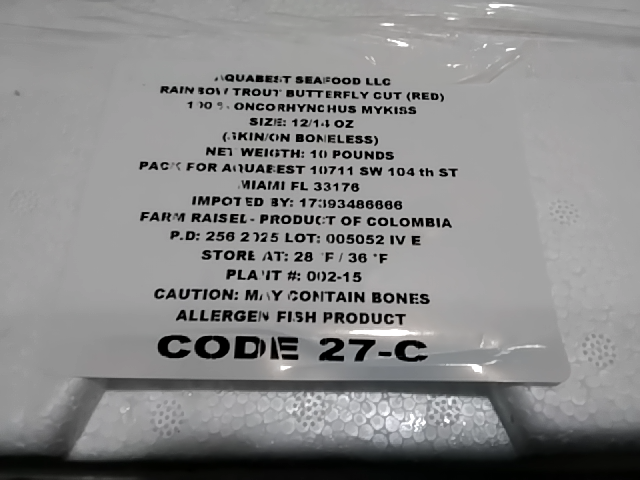 AQUABEST SEAFOOD LLC
RAINBOW TROUT BUTTERFLY CUT (RED)
100 % ONCORHYNCHUS MYKISS
SIZE: 12/14 OZ
(SKIN/ON BONELESS)
NET WEIGTH: 10 POUNDS
PACK FOR AQUABEST 10711 SW 104 th ST
MIAMI FL 33176
IMPOTED BY: 17393486666
FARM RAISEL - PRODUCT OF COLOMBIA
P.D: 256 2025 LOT: 005052 IV E
STORE AT: 28 °F / 36 °F
PLANT #: 002-15
CAUTION: MAY CONTAIN BONES
ALLERGEN FISH PRODUCT
CODE 27-C